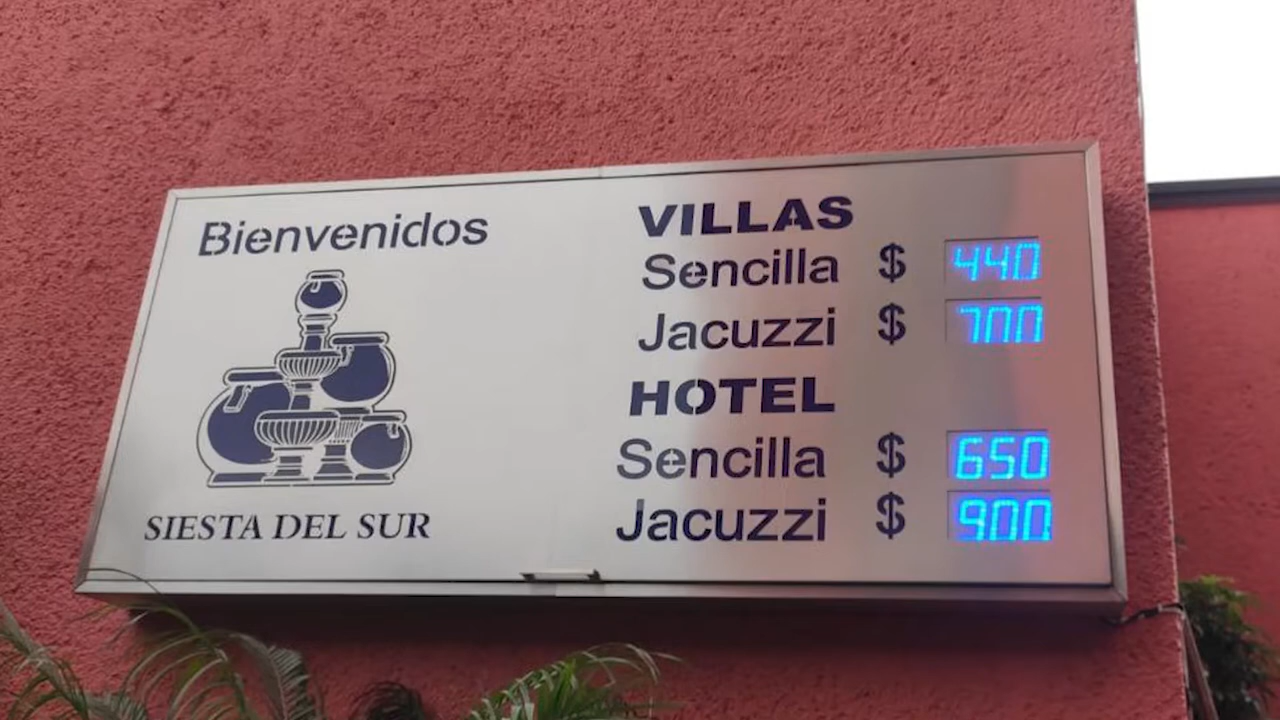 Bienvenidos
SIESTA DEL SUR
VILLAS
Sencilla $ 440
Jacuzzi $ 700
HOTEL
Sencilla $ 650
Jacuzzi $ 900